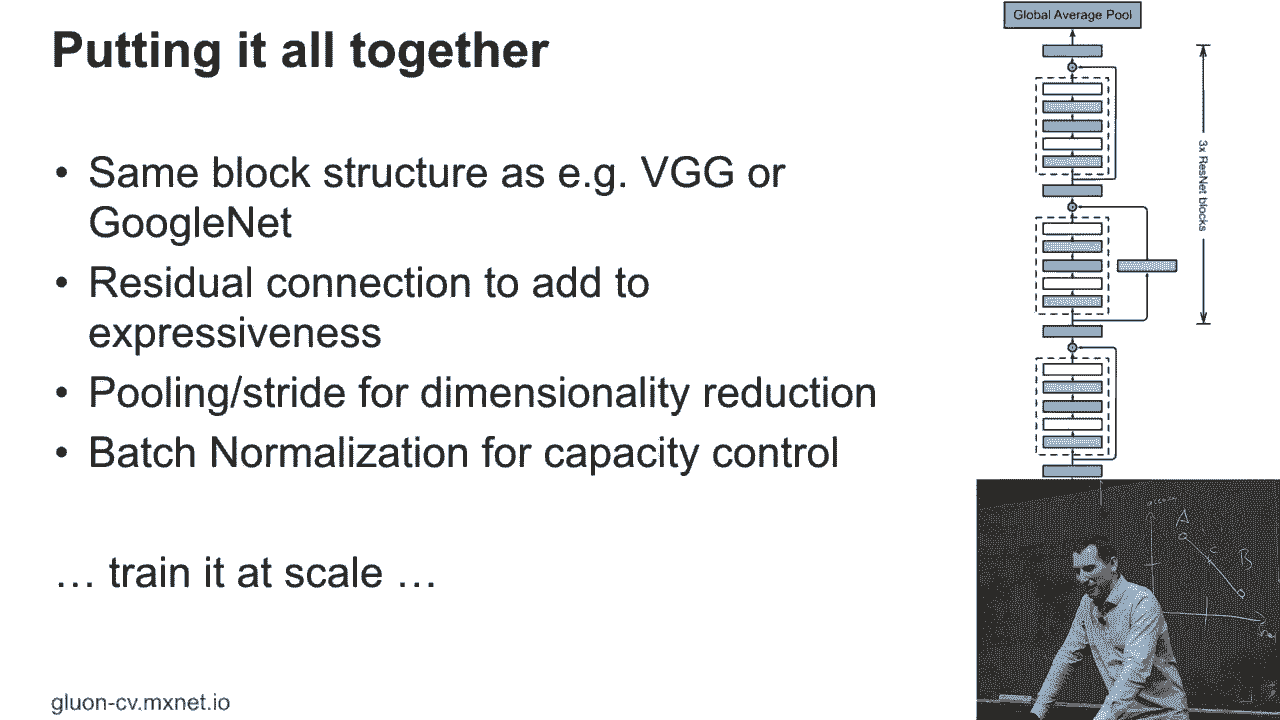 Putting it all together
• Same block structure as e.g. VGG or
GoogleNet
• Residual connection to add to
expressiveness
• Pooling/stride for dimensionality reduction
• Batch Normalization for capacity control
… train it at scale …
gluon-cv.mxnet.io
Global Average Pool
3x ResNet blocks
A
C
B